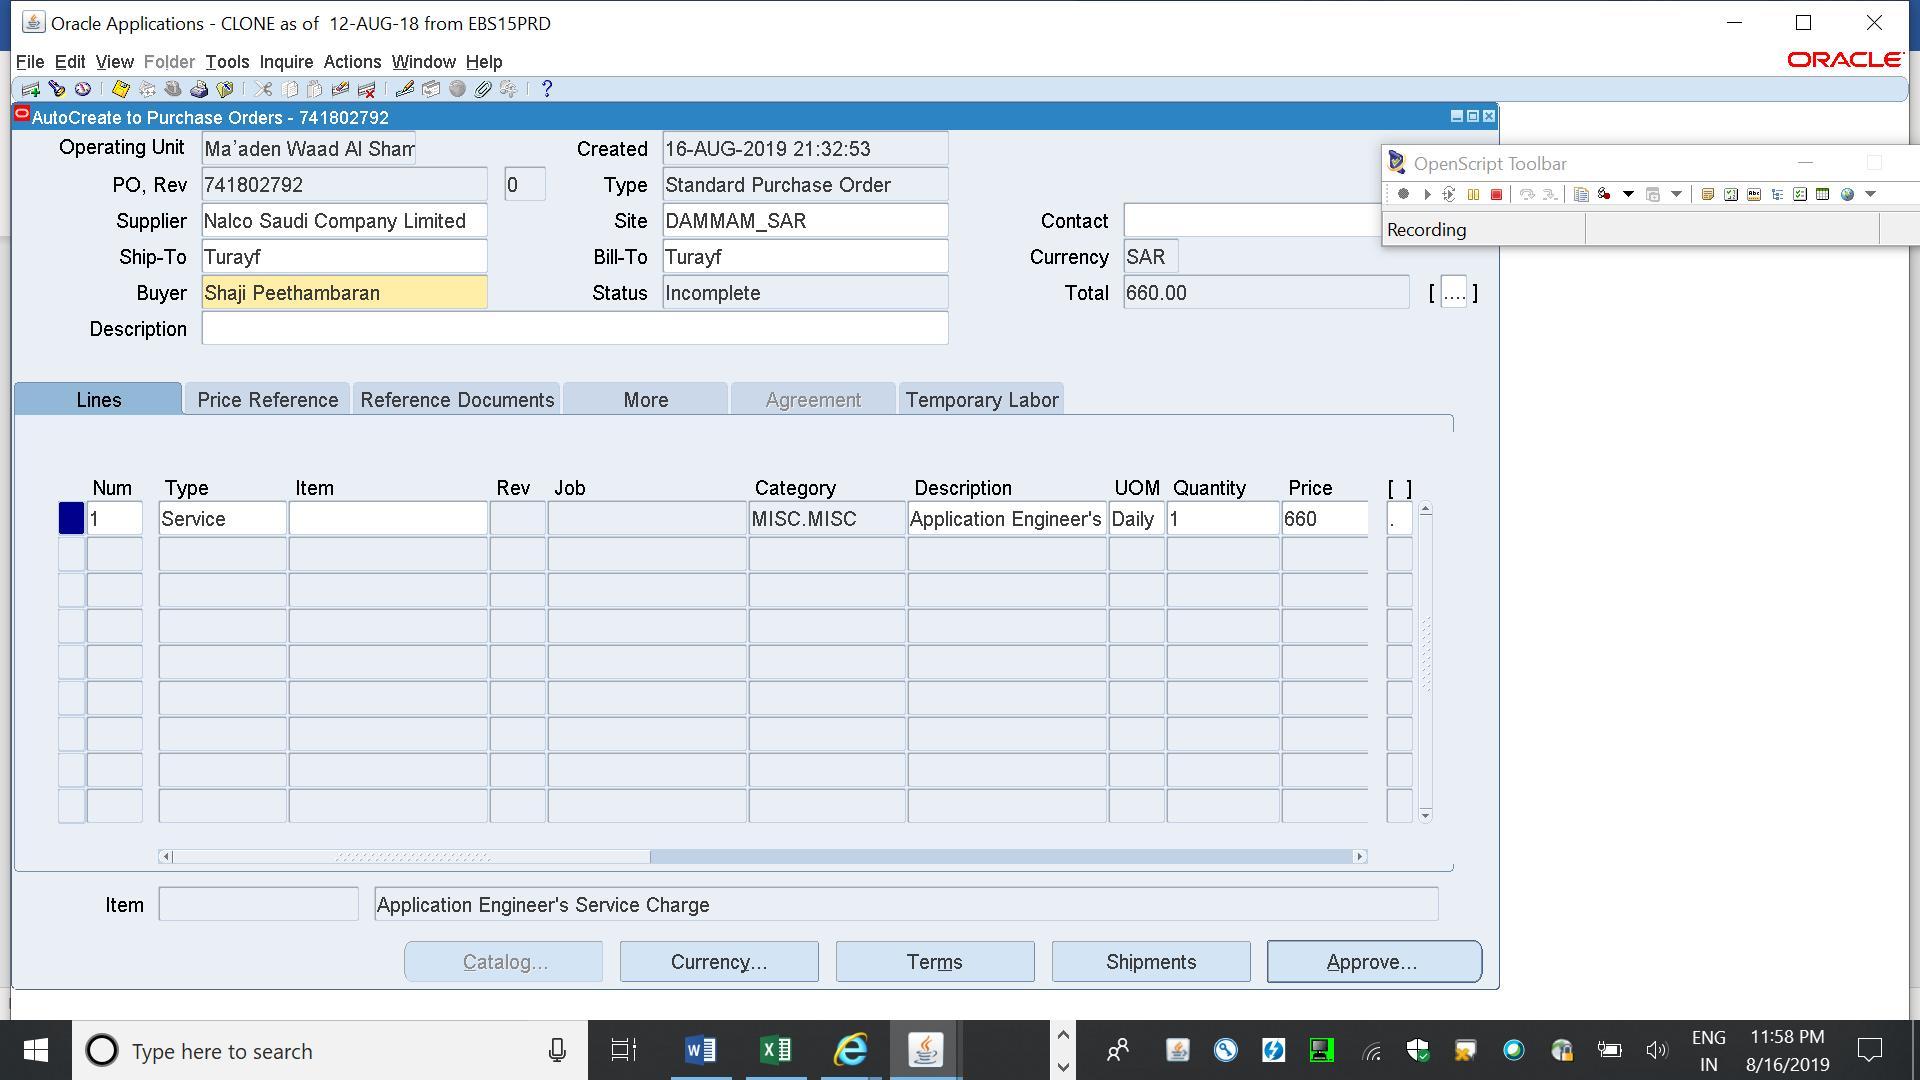 Oracle Applications - CLONE as of  12-AUG-18 from EBS15PRD
File Edit View Folder Tools Inquire Actions Window Help
ORACLE
AutoCreate to Purchase Orders - 741802792
Operating Unit Ma'aden Waad Al Sham Created 16-AUG-2019 21:32:53
OpenScript Toolbar
PO, Rev 741802792 0 Type Standard Purchase Order
Supplier Nalco Saudi Company Limited Site DAMMAM_SAR Contact
Recording
Ship-To Turayf Bill-To Turayf Currency SAR
Buyer Shaji Peethambaran Status Incomplete Total 660.00 [ .... ]
Description
Lines Price Reference Reference Documents More Agreement Temporary Labor
Num Type Item Rev Job Category Description UOM Quantity Price [ ]
1 Service MISC.MISC Application Engineer's Daily 1 660 .
Item Application Engineer's Service Charge
Catalog... Currency... Terms Shipments Approve...
Type here to search
ENG 11:58 PM
IN 8/16/2019